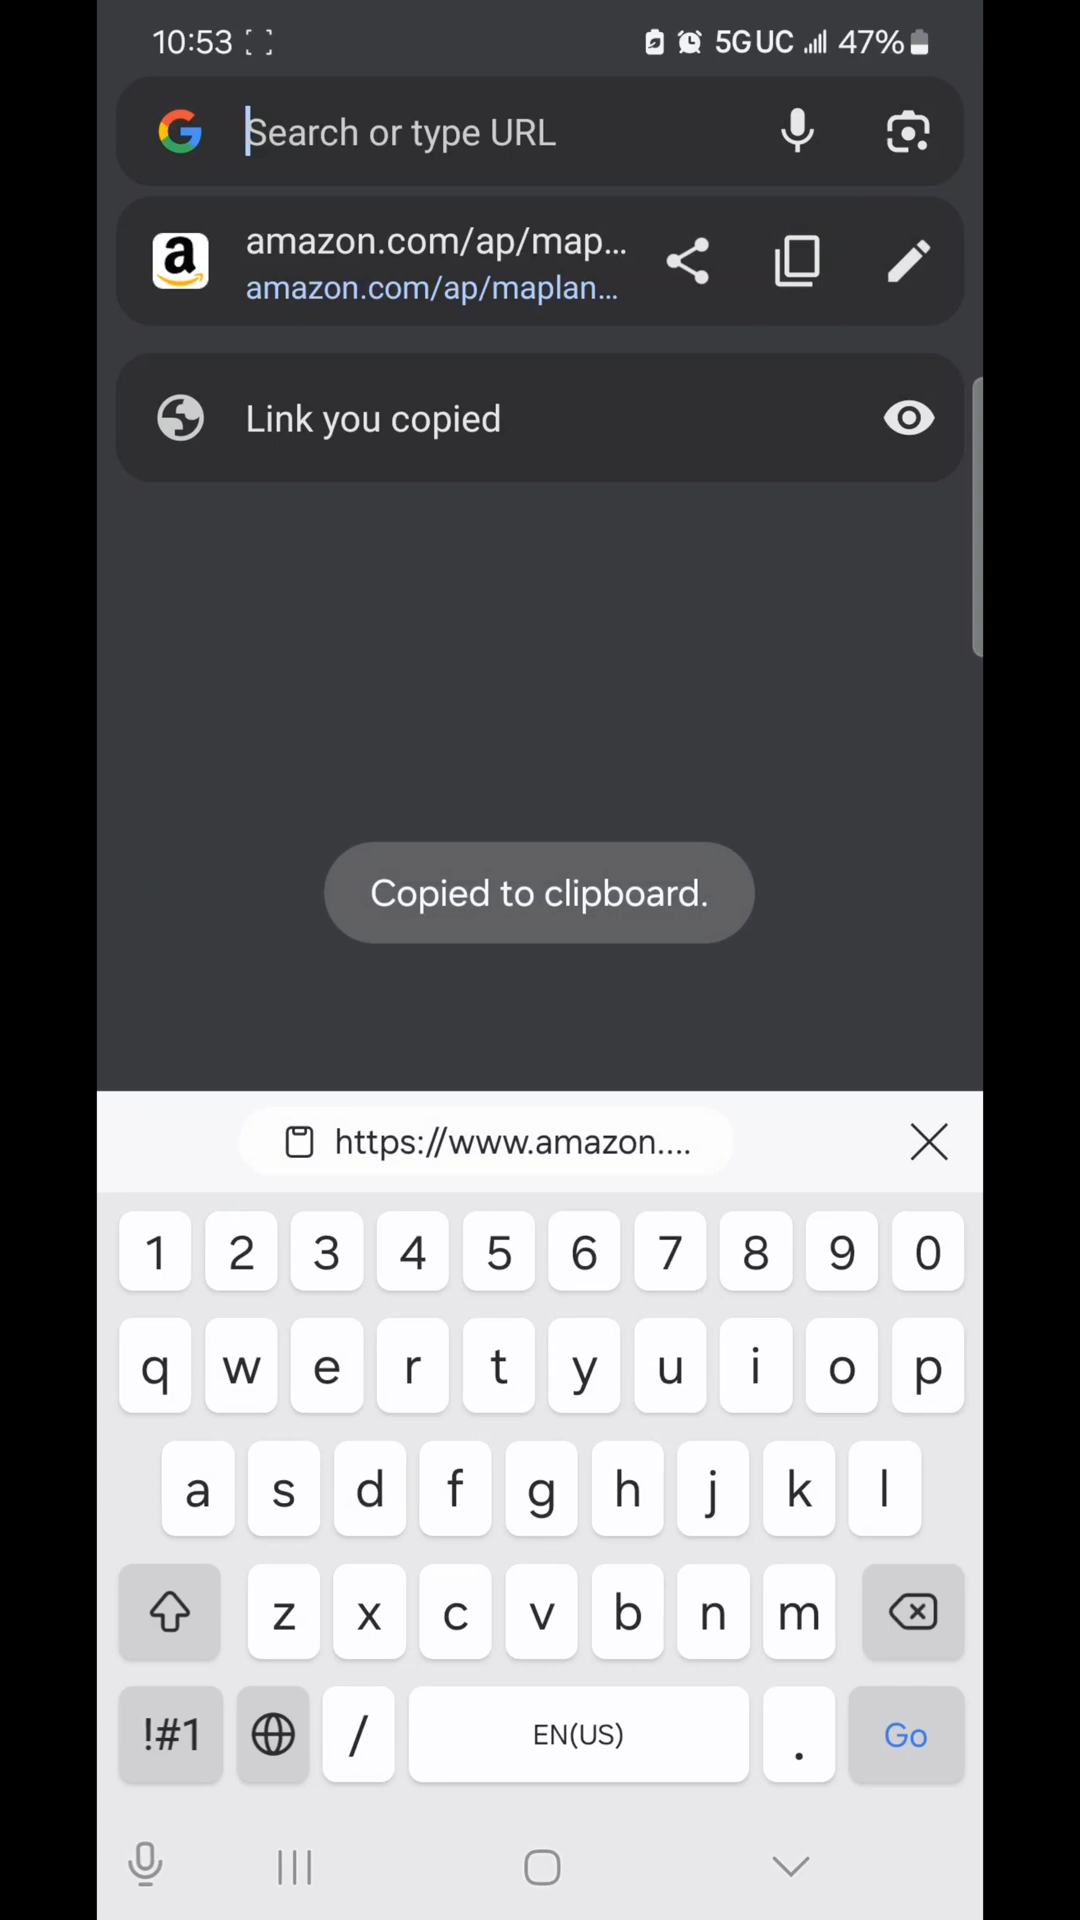 10:53 5G UC 47%
Search or type URL
amazon.com/ap/map...
amazon.com/ap/maplan...
Link you copied
Copied to clipboard.
https://www.amazon....
1 2 3 4 5 6 7 8 9 0
q w e r t y u i o p
a s d f g h j k l
z x c v b n m
!#1 / EN(US) . Go